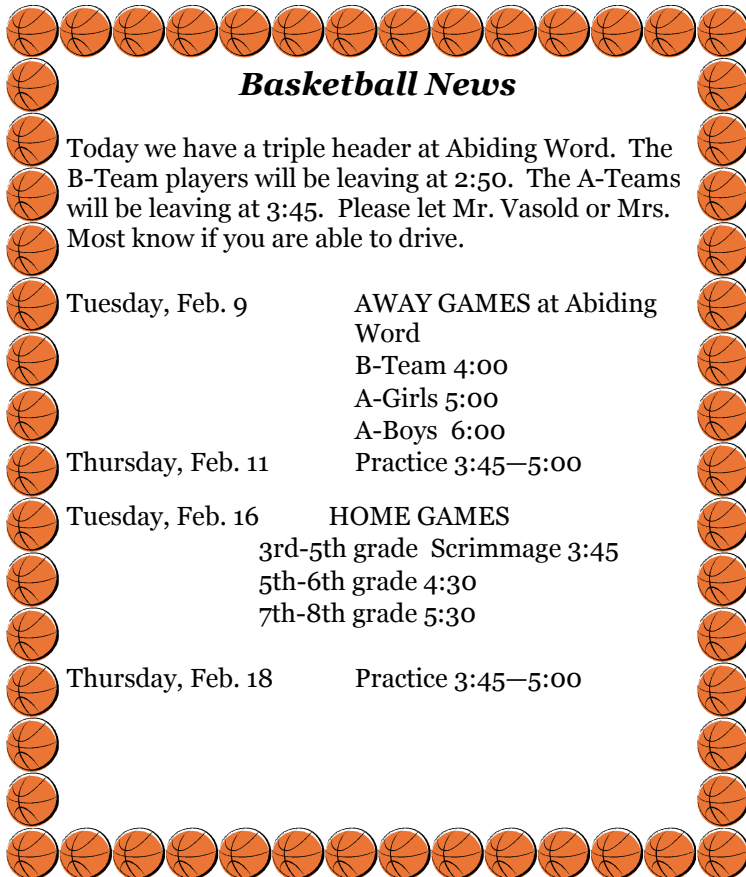 Basketball News
Today we have a triple header at Abiding Word.  The
B-Team players will be leaving at 2:50.  The A-Teams
will be leaving at 3:45.  Please let Mr. Vasold or Mrs.
Most know if you are able to drive.
Tuesday, Feb. 9 AWAY GAMES at Abiding
Word
B-Team 4:00
A-Girls 5:00
A-Boys  6:00
Thursday, Feb. 11 Practice 3:45—5:00
Tuesday, Feb. 16 HOME GAMES
3rd-5th grade  Scrimmage 3:45
5th-6th grade 4:30
7th-8th grade 5:30
Thursday, Feb. 18 Practice 3:45—5:00